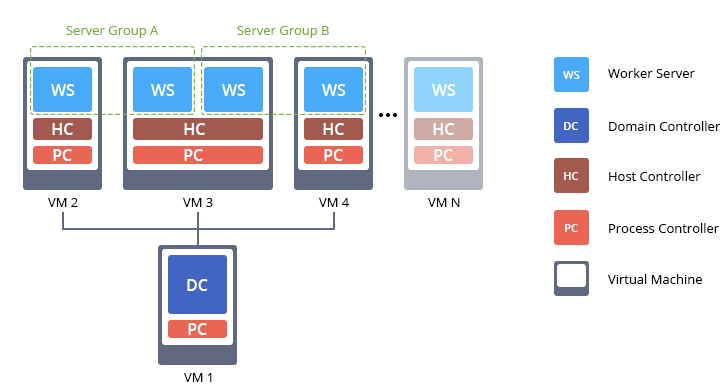 Server Group A
Server Group B
WS
WS
WS
WS
WS
HC
HC
HC
HC
PC
PC
PC
PC
VM 2
VM 3
VM 4
VM N
DC
PC
VM 1
WS
Worker Server
DC
Domain Controller
HC
Host Controller
PC
Process Controller
Virtual Machine